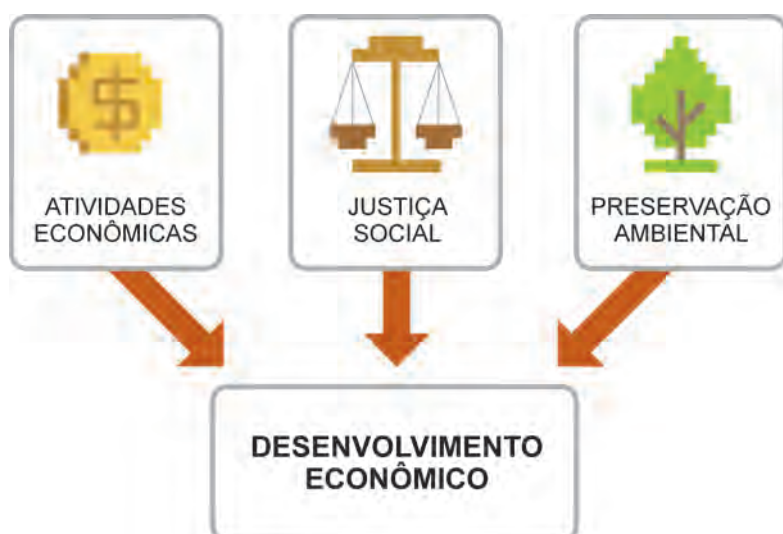 $
ATIVIDADES
ECONÔMICAS
JUSTIÇA
SOCIAL
PRESERVAÇÃO
AMBIENTAL
DESENVOLVIMENTO
ECONÔMICO